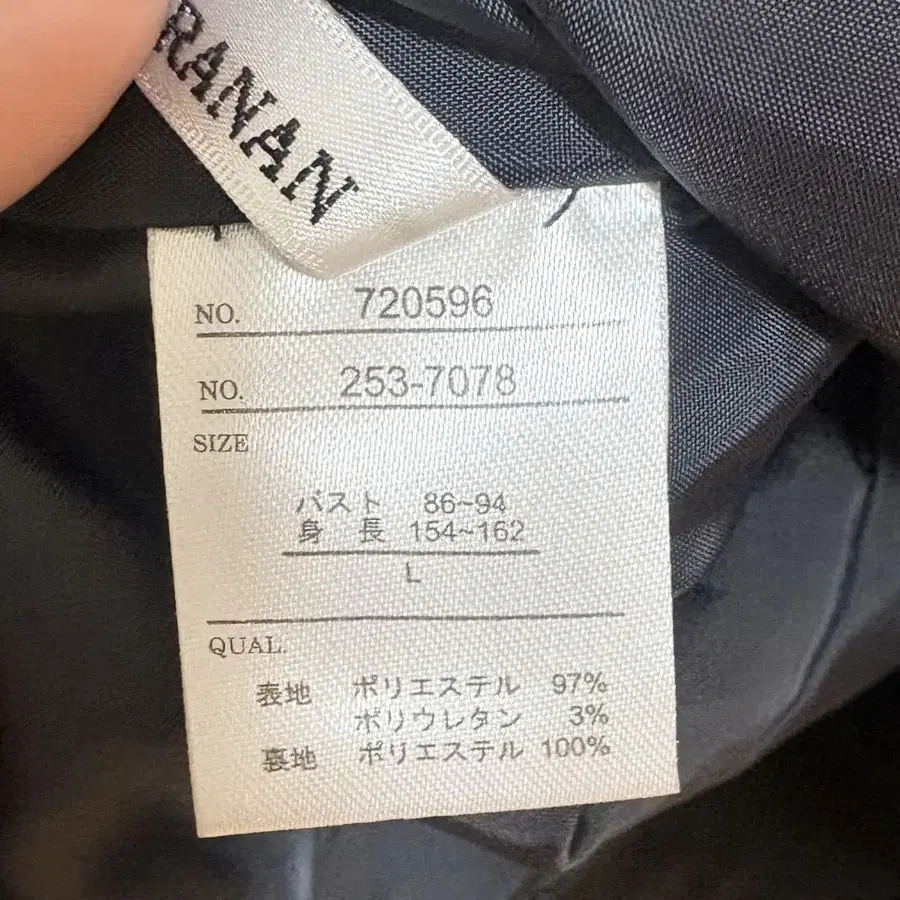 RANAN
NO. 720596
NO. 253-7078
SIZE
バスト 86~94
身 長 154~162
L
QUAL.
表地 ポリエステル 97%
ポリウレタン 3%
裏地 ポリエステル 100%